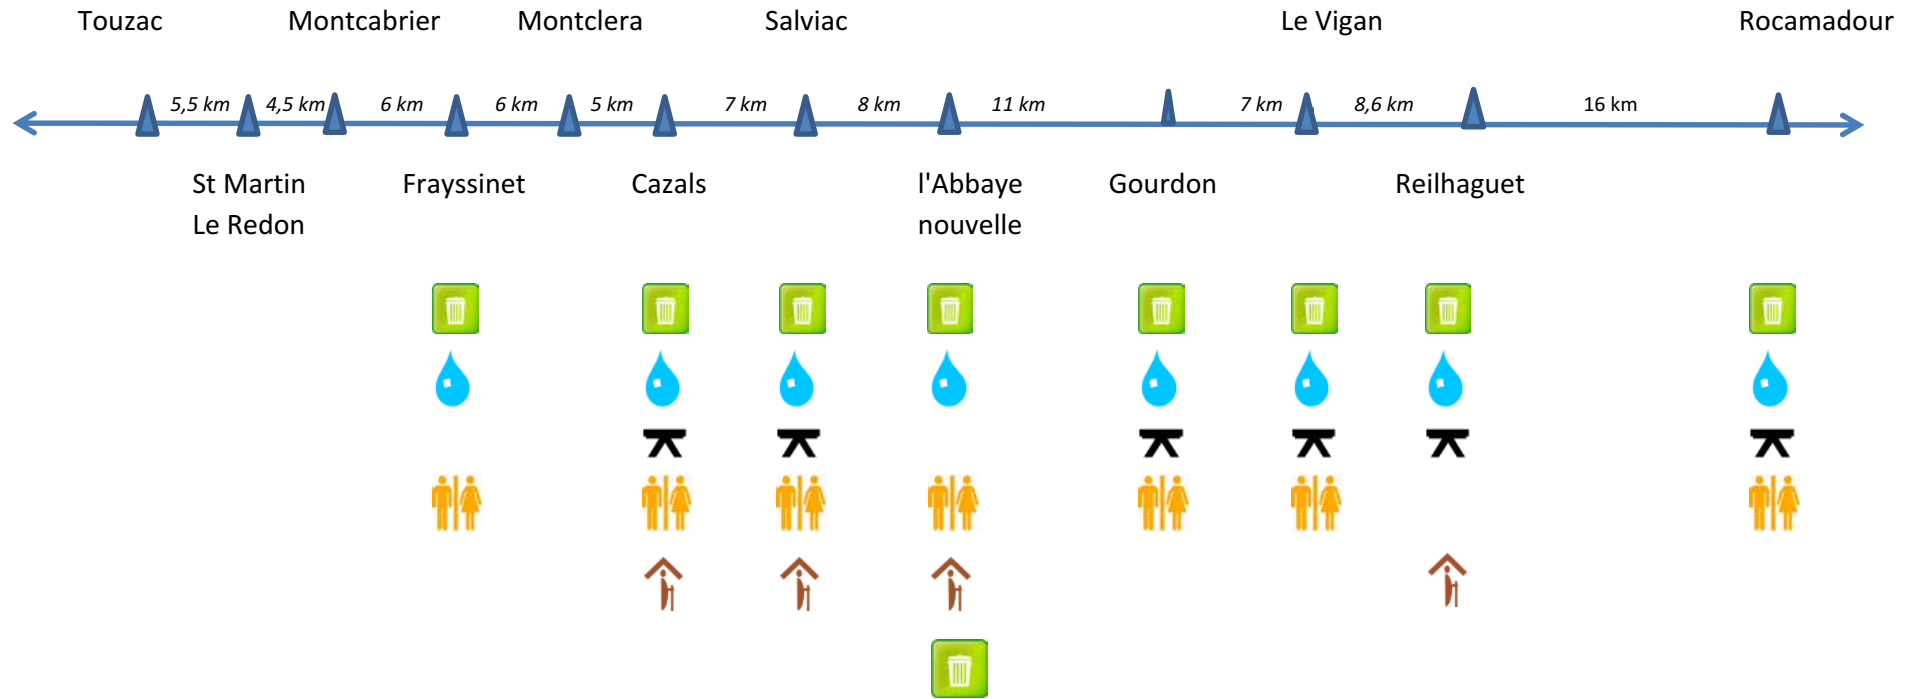 Touzac Montcabrier Montclera Salviac Le Vigan Rocamadour
5,5 km 4,5 km 6 km 6 km 5 km 7 km 8 km 11 km 7 km 8,6 km 16 km
St Martin Frayssinet Cazals l'Abbaye Gourdon Reilhaguet
Le Redon nouvelle